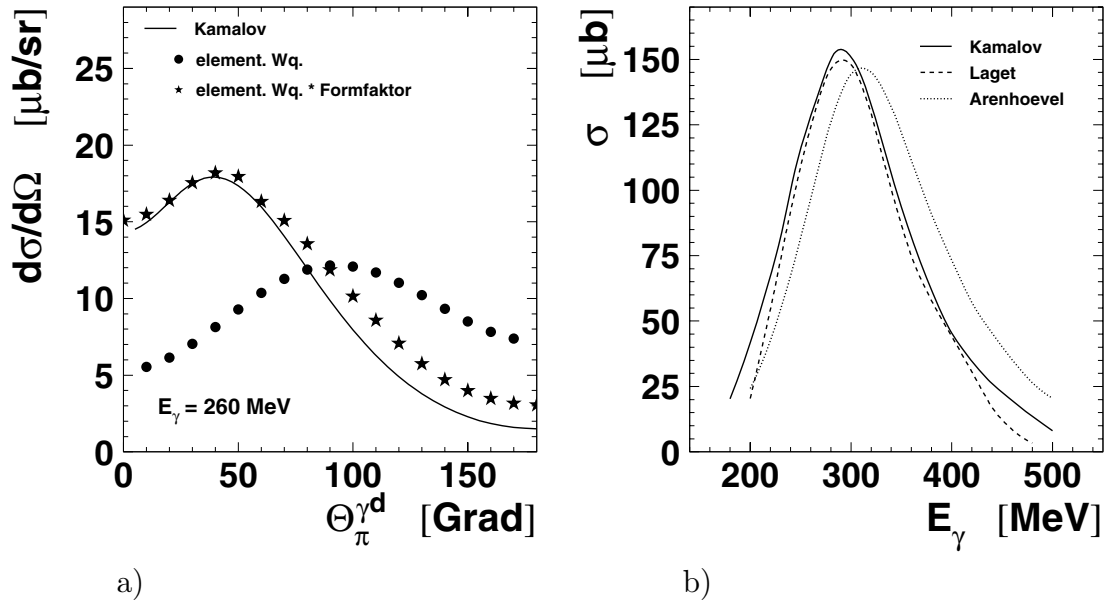 dσ/dΩ [μb/sr]
25
20
15
10
5
0
Kamalov
element. Wq.
element. Wq. * Formfaktor
E_γ = 260 MeV
0 50 100 150
Θ_π^γd [Grad]
a)
σ [μb]
150
125
100
75
50
25
0
Kamalov
Laget
Arenhoevel
200 300 400 500
E_γ [MeV]
b)